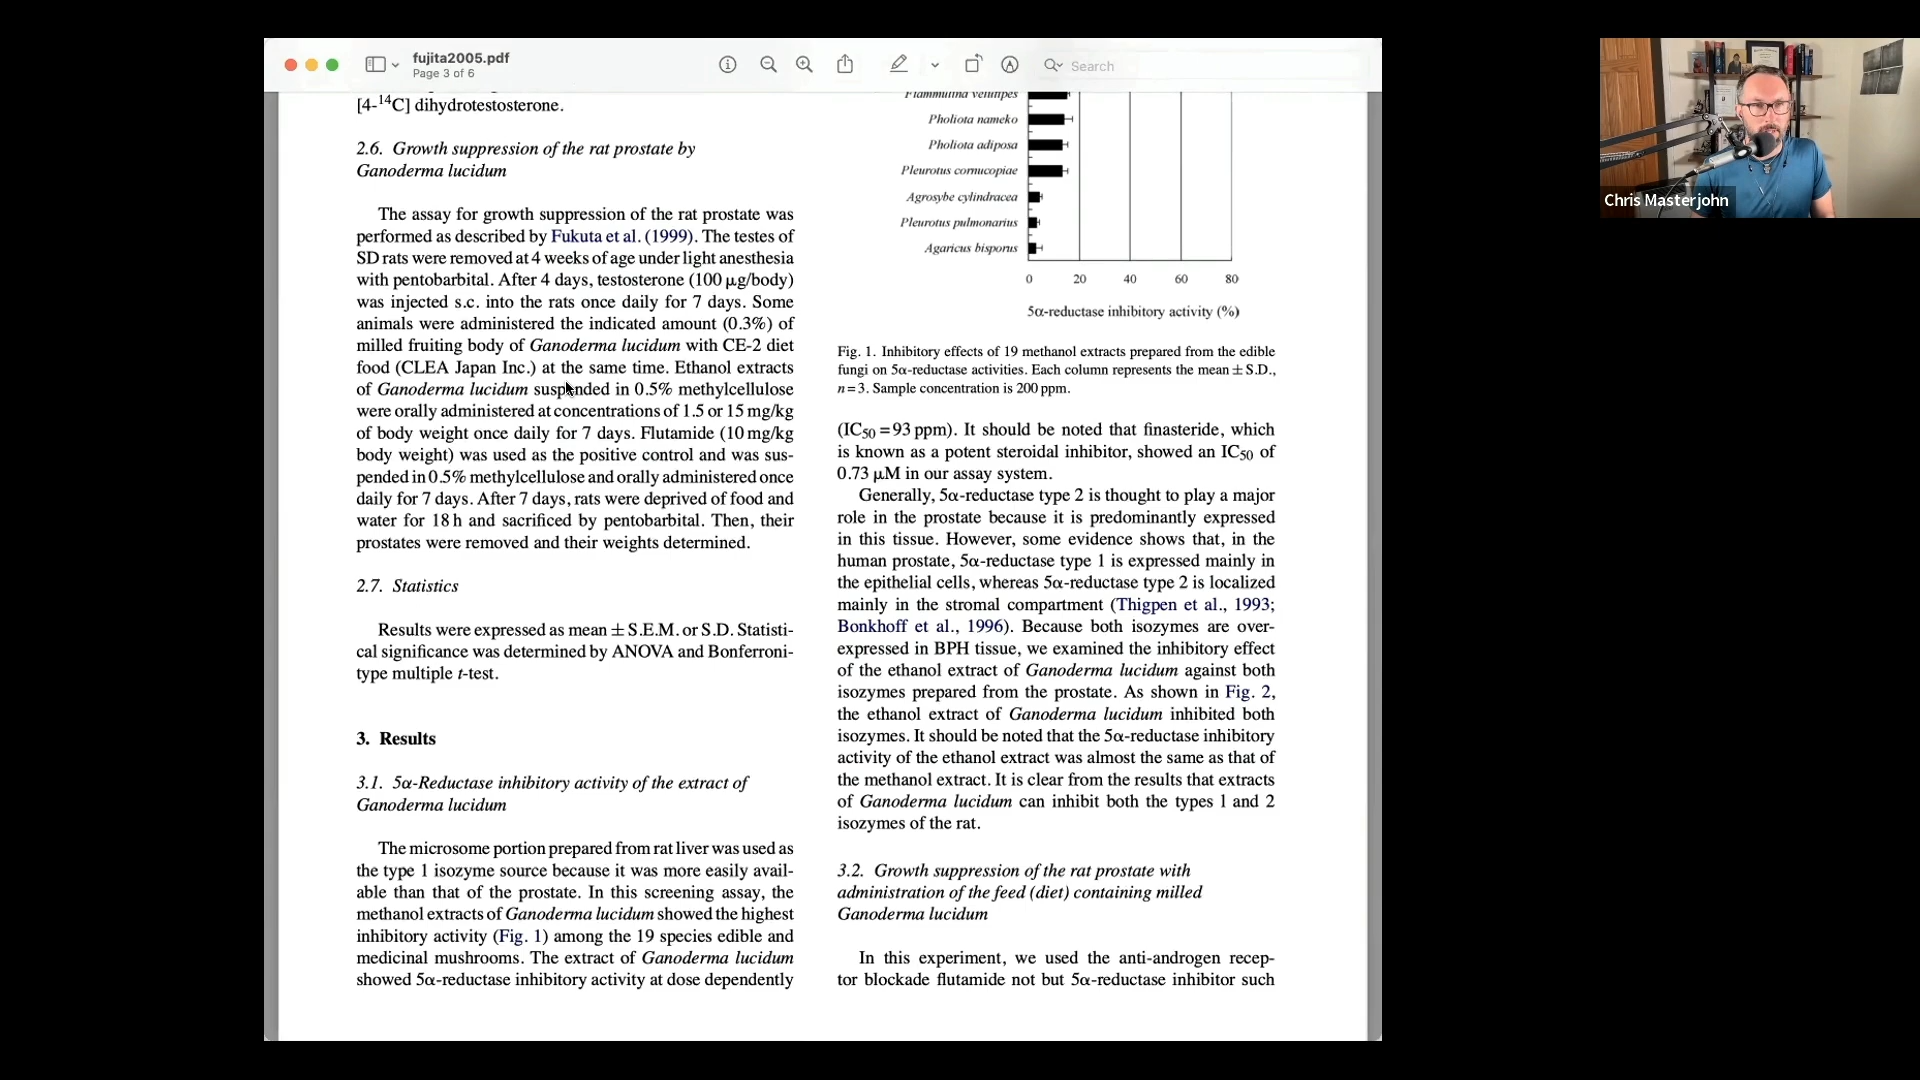 fujita2005.pdf
Page 3 of 6
Search
[4-14C] dihydrotestosterone.
2.6. Growth suppression of the rat prostate by
Ganoderma lucidum
The assay for growth suppression of the rat prostate was
performed as described by Fukuta et al. (1999). The testes of
SD rats were removed at 4 weeks of age under light anesthesia
with pentobarbital. After 4 days, testosterone (100 μg/body)
was injected s.c. into the rats once daily for 7 days. Some
animals were administered the indicated amount (0.3%) of
milled fruiting body of Ganoderma lucidum with CE-2 diet
food (CLEA Japan Inc.) at the same time. Ethanol extracts
of Ganoderma lucidum suspended in 0.5% methylcellulose
were orally administered at concentrations of 1.5 or 15 mg/kg
of body weight once daily for 7 days. Flutamide (10 mg/kg
body weight) was used as the positive control and was sus-
pended in 0.5% methylcellulose and orally administered once
daily for 7 days. After 7 days, rats were deprived of food and
water for 18 h and sacrificed by pentobarbital. Then, their
prostates were removed and their weights determined.
2.7. Statistics
Results were expressed as mean ± S.E.M. or S.D. Statisti-
cal significance was determined by ANOVA and Bonferroni-
type multiple t-test.
3. Results
3.1. 5α-Reductase inhibitory activity of the extract of
Ganoderma lucidum
The microsome portion prepared from rat liver was used as
the type 1 isozyme source because it was more easily avail-
able than that of the prostate. In this screening assay, the
methanol extracts of Ganoderma lucidum showed the highest
inhibitory activity (Fig. 1) among the 19 species edible and
medicinal mushrooms. The extract of Ganoderma lucidum
showed 5α-reductase inhibitory activity at dose dependently
Flammulina velutipes
Pholiota nameko
Pholiota adiposa
Pleurotus cornucopiae
Agrosybe cylindracea
Pleurotus pulmonarius
Agaricus bisporus
0 20 40 60 80
5α-reductase inhibitory activity (%)
Fig. 1. Inhibitory effects of 19 methanol extracts prepared from the edible
fungi on 5α-reductase activities. Each column represents the mean ± S.D.,
n = 3. Sample concentration is 200 ppm.
(IC50 = 93 ppm). It should be noted that finasteride, which
is known as a potent steroidal inhibitor, showed an IC50 of
0.73 μM in our assay system.
Generally, 5α-reductase type 2 is thought to play a major
role in the prostate because it is predominantly expressed
in this tissue. However, some evidence shows that, in the
human prostate, 5α-reductase type 1 is expressed mainly in
the epithelial cells, whereas 5α-reductase type 2 is localized
mainly in the stromal compartment (Thigpen et al., 1993;
Bonkhoff et al., 1996). Because both isozymes are over-
expressed in BPH tissue, we examined the inhibitory effect
of the ethanol extract of Ganoderma lucidum against both
isozymes prepared from the prostate. As shown in Fig. 2,
the ethanol extract of Ganoderma lucidum inhibited both
isozymes. It should be noted that the 5α-reductase inhibitory
activity of the ethanol extract was almost the same as that of
the methanol extract. It is clear from the results that extracts
of Ganoderma lucidum can inhibit both the types 1 and 2
isozymes of the rat.
3.2. Growth suppression of the rat prostate with
administration of the feed (diet) containing milled
Ganoderma lucidum
In this experiment, we used the anti-androgen recep-
tor blockade flutamide not but 5α-reductase inhibitor such
Chris Masterjohn